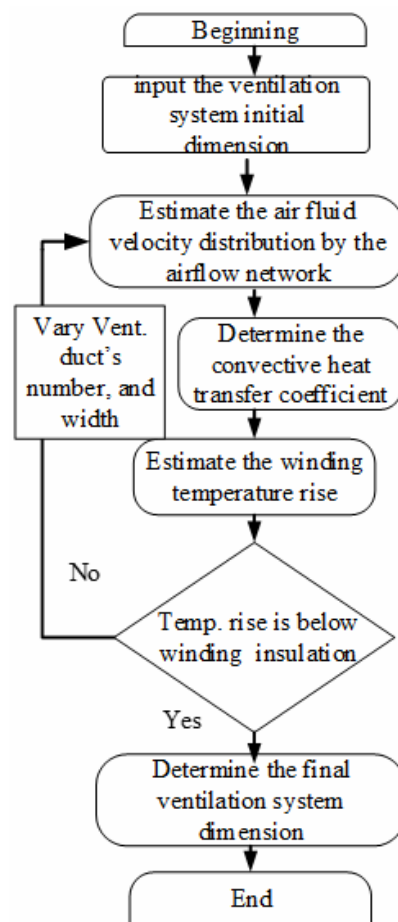 Beginning
input the ventilation
system initial
dimension
Estimate the air fluid
velocity distribution by the
airflow network
Vary Vent.
duct's
number, and
width
Determine the
convective heat
transfer coefficient
Estimate the winding
temperature rise
No
Temp. rise is below
winding insulation
Yes
Determine the final
ventilation system
dimension
End